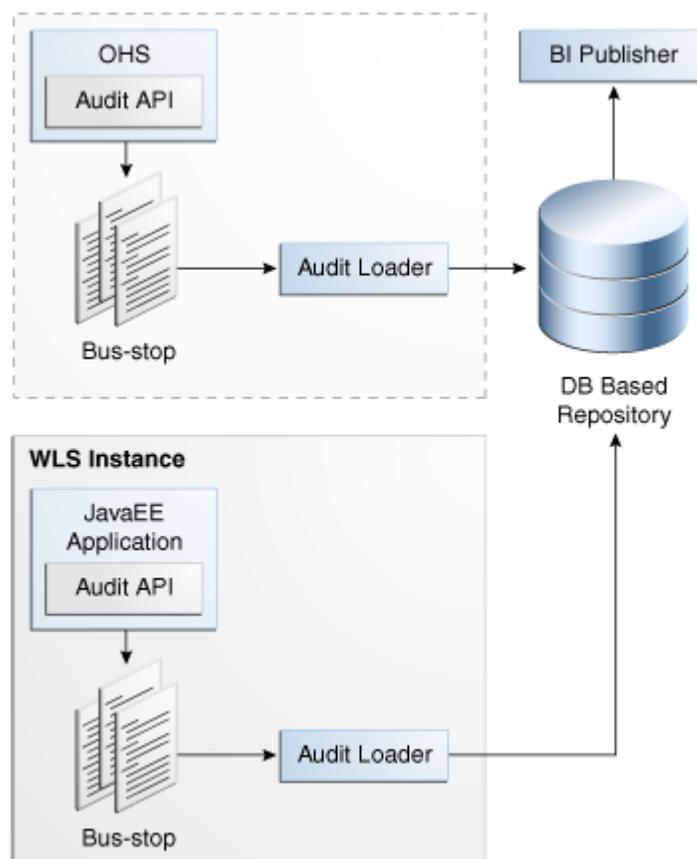 OHS
Audit API
Bus-stop
Audit Loader
BI Publisher
DB Based
Repository
WLS Instance
JavaEE
Application
Audit API
Bus-stop
Audit Loader